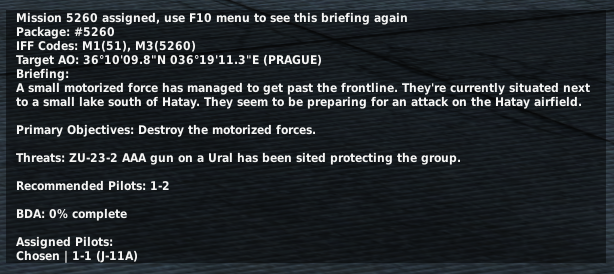 Mission 5260 assigned, use F10 menu to see this briefing again
Package: #5260
IFF Codes: M1(51), M3(5260)
Target AO: 36°10'09.8"N 036°19'11.3"E (PRAGUE)
Briefing:
A small motorized force has managed to get past the frontline. They're currently situated next
to a small lake south of Hatay. They seem to be preparing for an attack on the Hatay airfield.
Primary Objectives: Destroy the motorized forces.
Threats: ZU-23-2 AAA gun on a Ural has been sited protecting the group.
Recommended Pilots: 1-2
BDA: 0% complete
Assigned Pilots:
Chosen | 1-1 (J-11A)